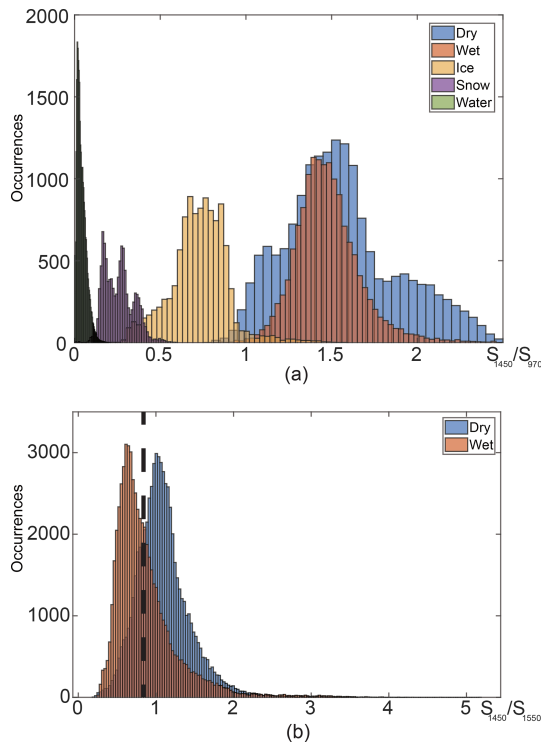 2000
1500
1000
500
0
Occurrences
Dry
Wet
Ice
Snow
Water
0 0.5 1 1.5 2 S1450/S970
(a)
3000
2000
1000
0
Occurrences
Dry
Wet
0 1 2 3 4 5 S1450/S1550
(b)